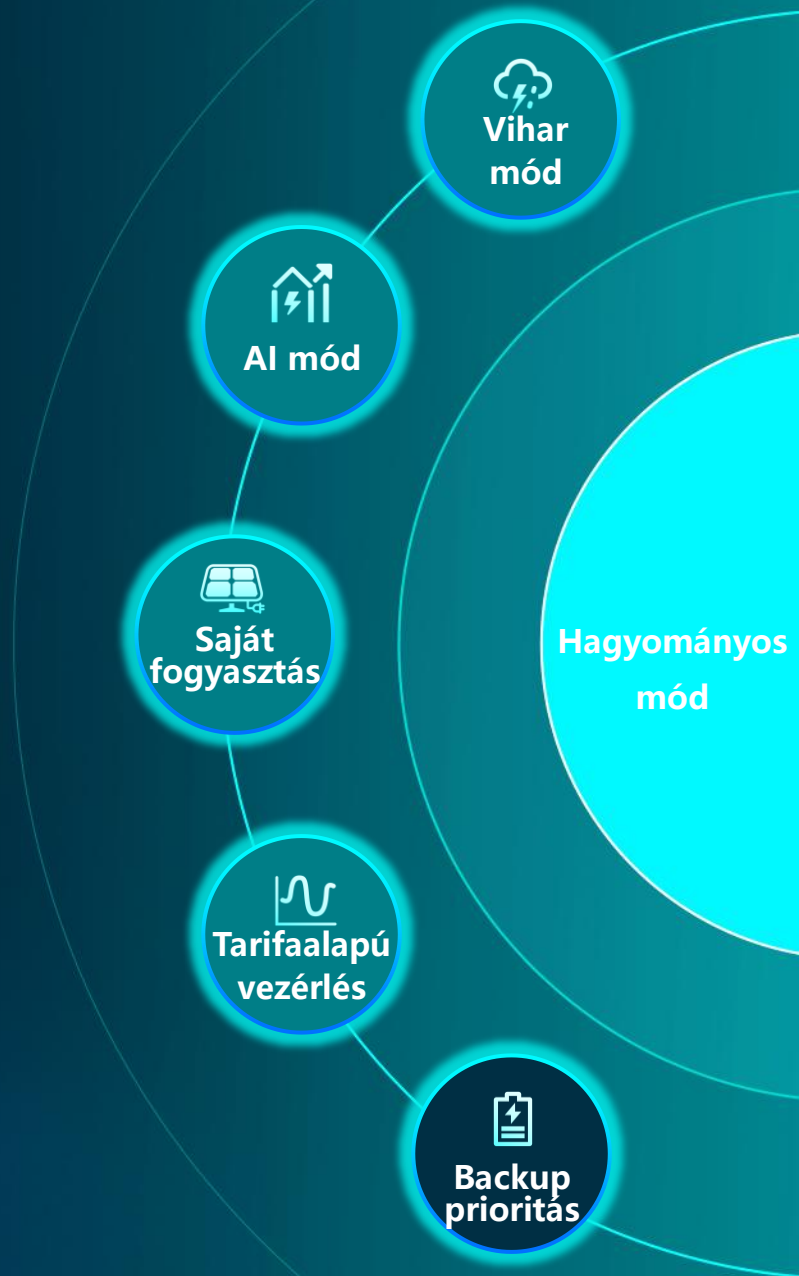 Vihar
mód
AI mód
Saját
fogyasztás
Hagyományos
mód
Tarifaalapú
vezérlés
Backup
prioritás